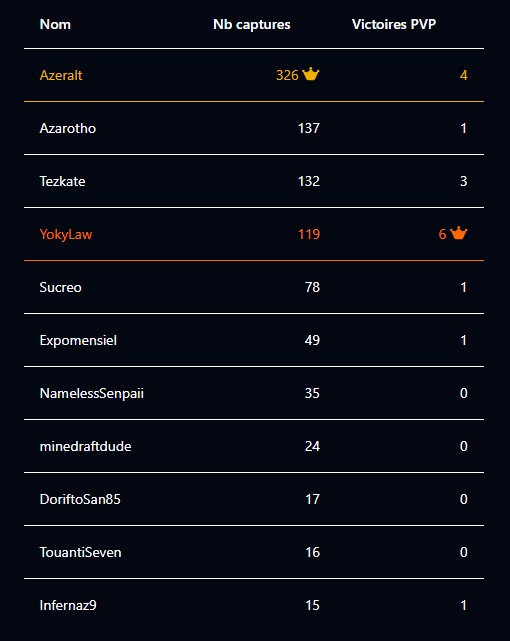 Nom Nb captures Victoires PVP
Azeralt 326 4
Azarotho 137 1
Tezkate 132 3
YokyLaw 119 6
Sucreo 78 1
Expomensiel 49 1
NamelessSenpaii 35 0
minedraftdude 24 0
DoriftoSan85 17 0
TouantiSeven 16 0
Infernaz9 15 1